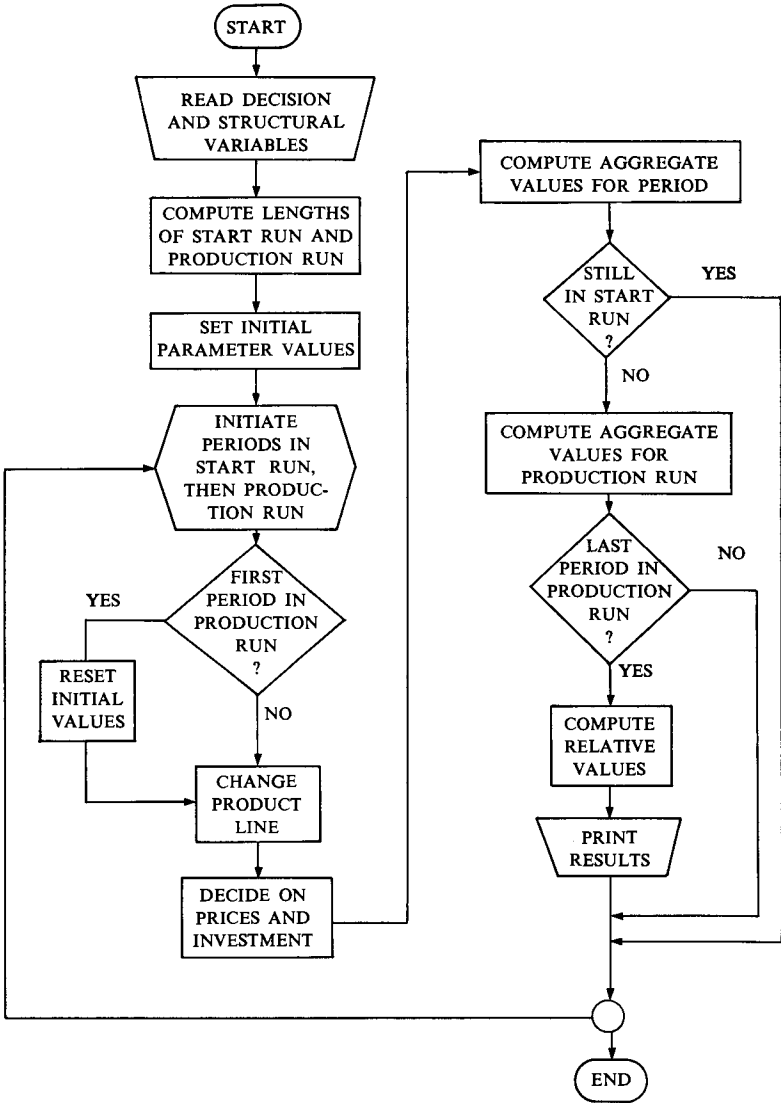 START
READ DECISION
AND STRUCTURAL
VARIABLES
COMPUTE LENGTHS
OF START RUN AND
PRODUCTION RUN
SET INITIAL
PARAMETER VALUES
INITIATE
PERIODS IN
START RUN,
THEN PRODUC-
TION RUN
FIRST
PERIOD IN
PRODUCTION
RUN
?
YES
RESET
INITIAL
VALUES
NO
CHANGE
PRODUCT
LINE
DECIDE ON
PRICES AND
INVESTMENT
COMPUTE AGGREGATE
VALUES FOR PERIOD
STILL
IN START
RUN
?
YES
NO
COMPUTE AGGREGATE
VALUES FOR
PRODUCTION RUN
LAST
PERIOD IN
PRODUCTION
RUN
?
NO
YES
COMPUTE
RELATIVE
VALUES
PRINT
RESULTS
END